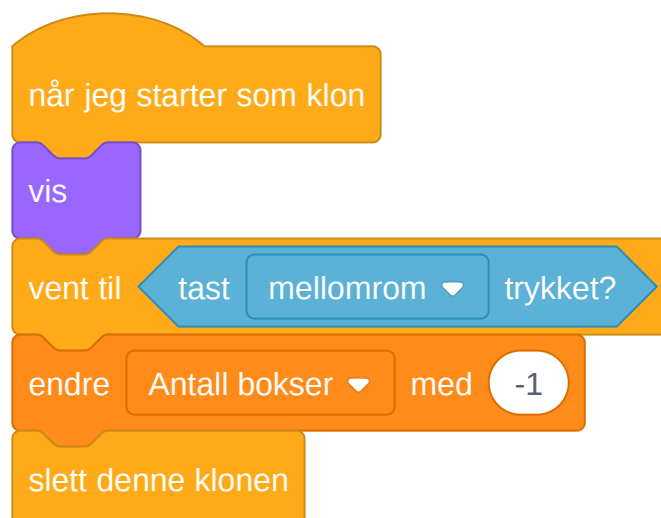 når jeg starter som klon
vis
vent til tast mellomrom trykket?
endre Antall bokser med -1
slett denne klonen